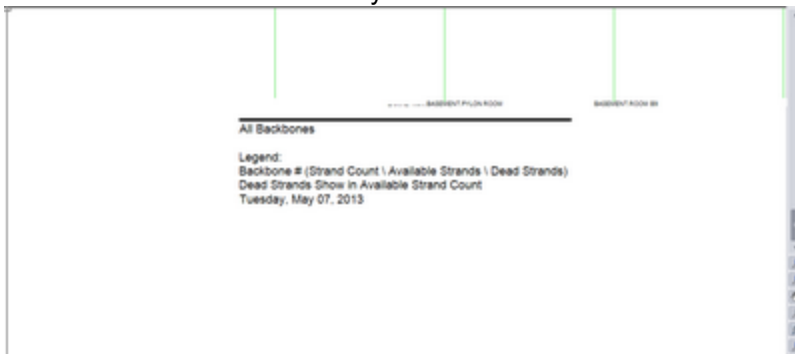 BASEMENT PYLON ROOM
BASEMENT ROOM B9
All Backbones
Legend:
Backbone # (Strand Count \ Available Strands \ Dead Strands)
Dead Strands Show in Available Strand Count
Tuesday, May 07, 2013